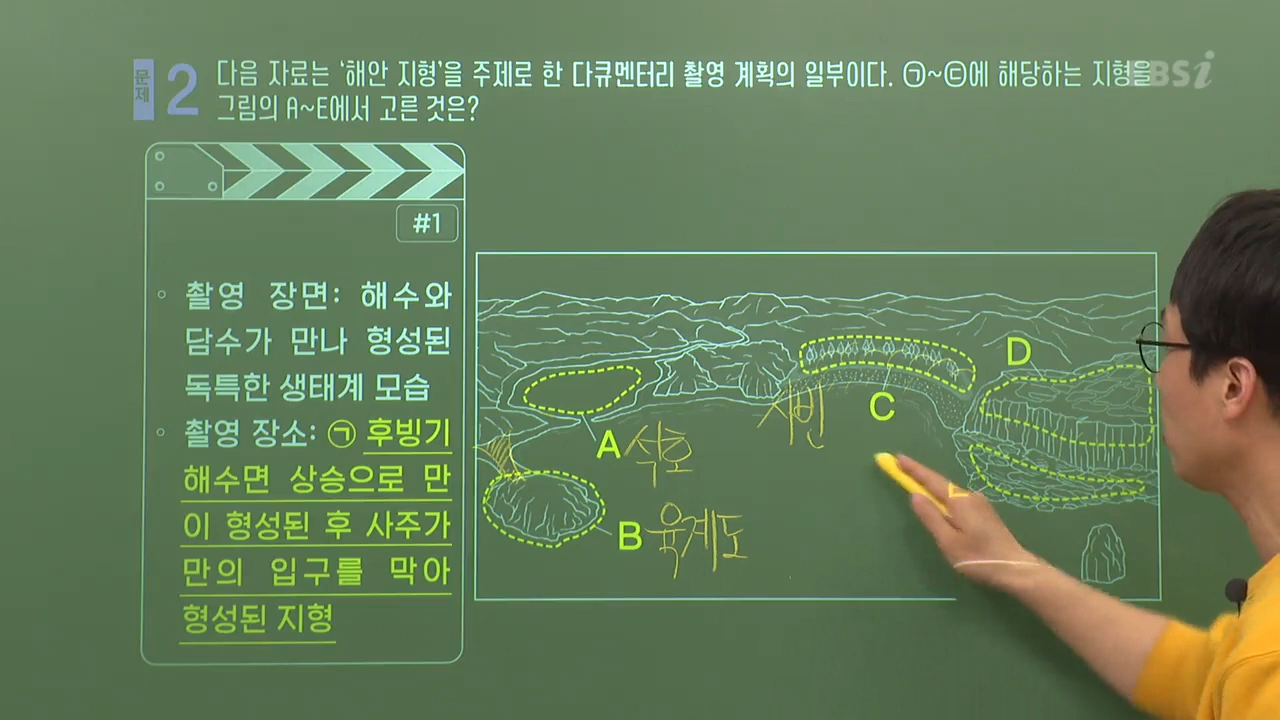 문제 2 다음 자료는 '해안 지형'을 주제로 한 다큐멘터리 촬영 계획의 일부이다. ㉠~㉢에 해당하는 지형을
그림의 A~E에서 고른 것은?
EBSi
#1
◦ 촬영 장면: 해수와
담수가 만나 형성된
독특한 생태계 모습
◦ 촬영 장소: ㉠ 후빙기
해수면 상승으로 만
이 형성된 후 사주가
만의 입구를 막아
형성된 지형
A 석호
B 육계도
C
사빈
D